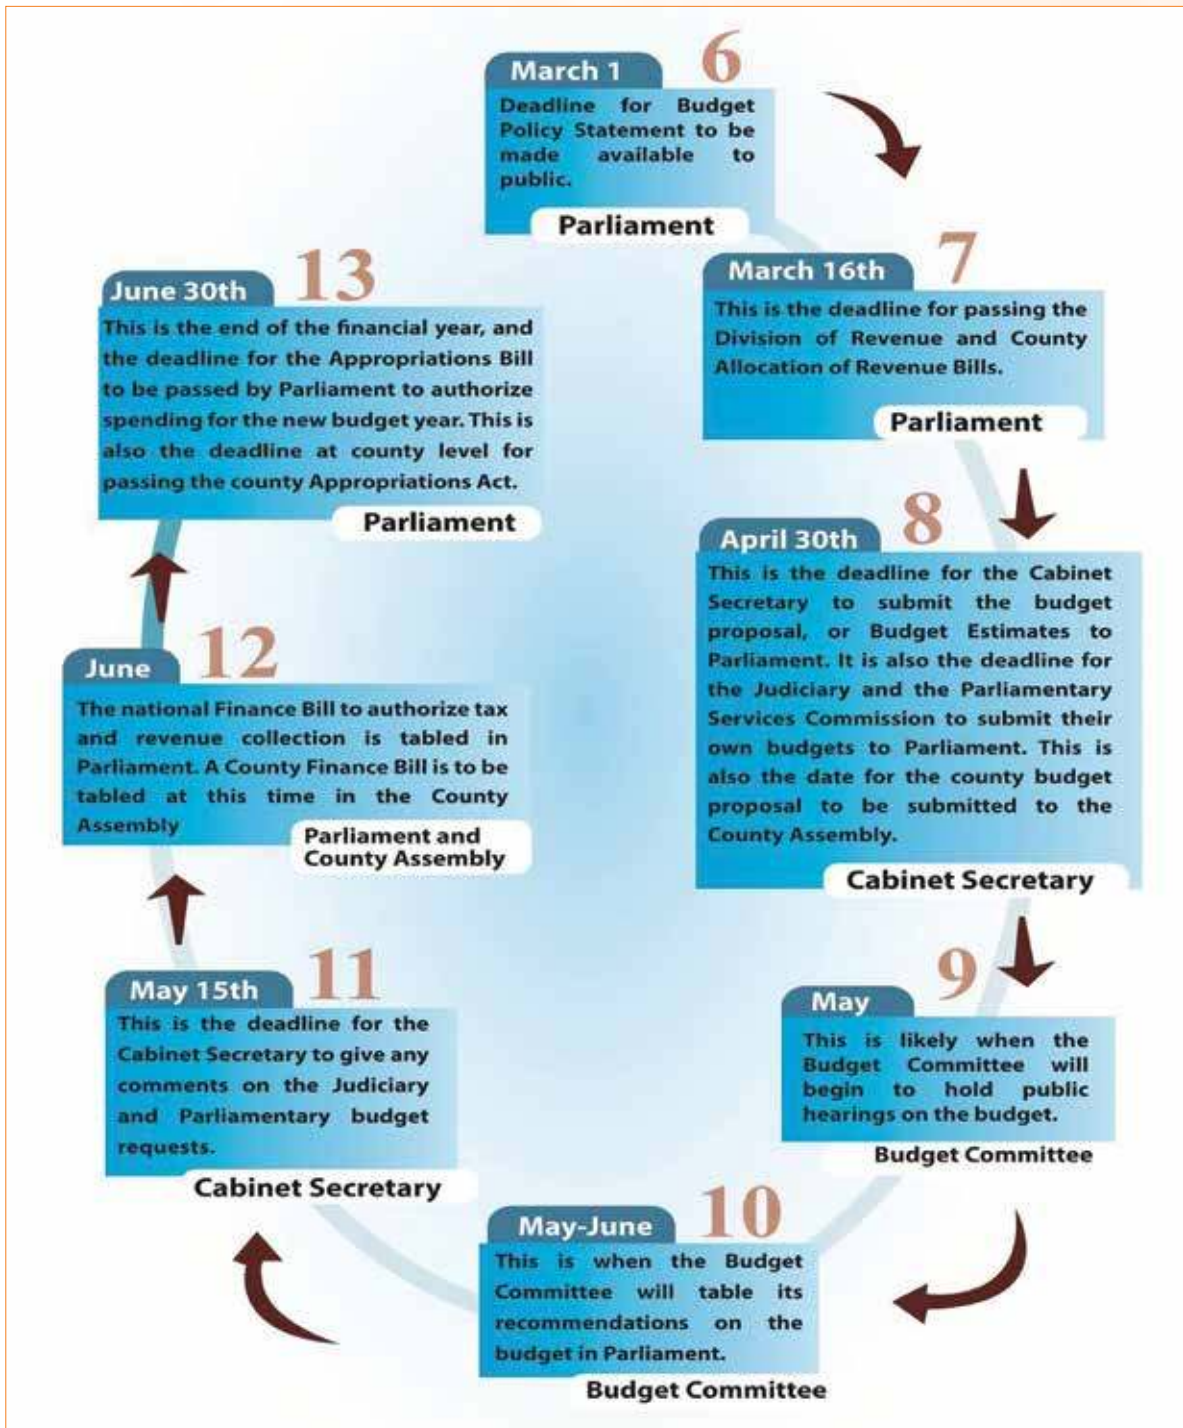 6
March 1
Deadline for Budget
Policy Statement to be
made available to
public.
Parliament
7
March 16th
This is the deadline for passing the
Division of Revenue and County
Allocation of Revenue Bills.
Parliament
8
April 30th
This is the deadline for the Cabinet
Secretary to submit the budget
proposal, or Budget Estimates to
Parliament. It is also the deadline for
the Judiciary and the Parliamentary
Services Commission to submit their
own budgets to Parliament. This is
also the date for the county budget
proposal to be submitted to the
County Assembly.
Cabinet Secretary
9
May
This is likely when the
Budget Committee will
begin to hold public
hearings on the budget.
Budget Committee
10
May-June
This is when the Budget
Committee will table its
recommendations on the
budget in Parliament.
Budget Committee
11
May 15th
This is the deadline for the
Cabinet Secretary to give any
comments on the Judiciary
and Parliamentary budget
requests.
Cabinet Secretary
12
June
The national Finance Bill to authorize tax
and revenue collection is tabled in
Parliament. A County Finance Bill is to be
tabled at this time in the County
Assembly
Parliament and
County Assembly
13
June 30th
This is the end of the financial year, and
the deadline for the Appropriations Bill
to be passed by Parliament to authorize
spending for the new budget year. This is
also the deadline at county level for
passing the county Appropriations Act.
Parliament